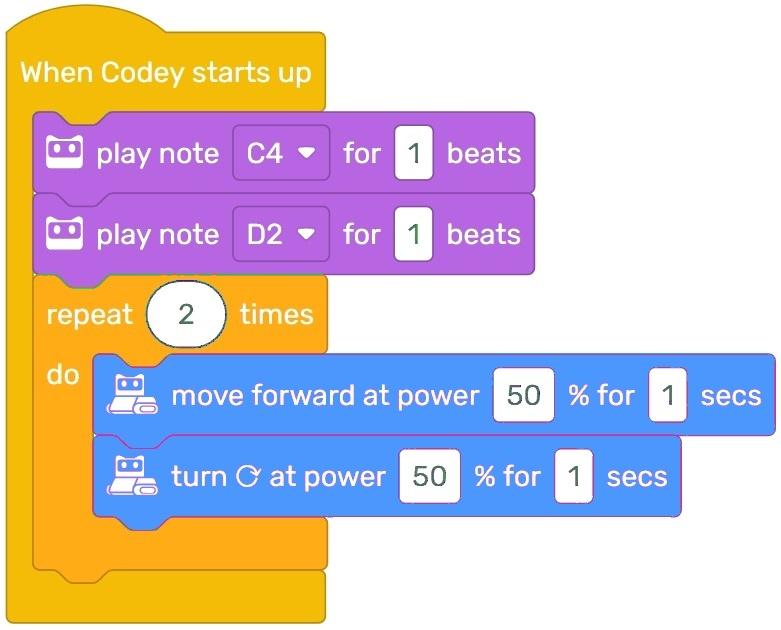 When Codey starts up
play note C4 for 1 beats
play note D2 for 1 beats
repeat 2 times
do
move forward at power 50 % for 1 secs
turn ⟳ at power 50 % for 1 secs